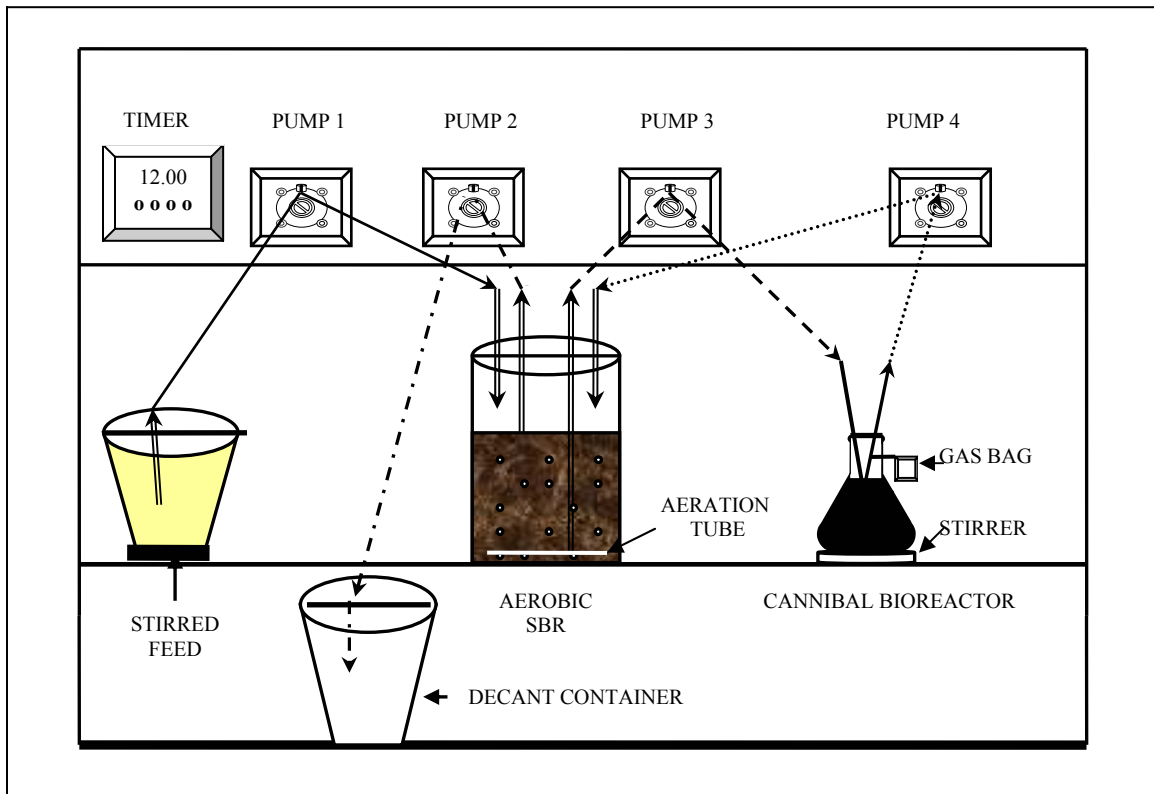 TIMER
PUMP 1
PUMP 2
PUMP 3
PUMP 4
12.00
o o o o
GAS BAG
AERATION
TUBE
STIRRER
STIRRED
FEED
AEROBIC
SBR
CANNIBAL BIOREACTOR
DECANT CONTAINER